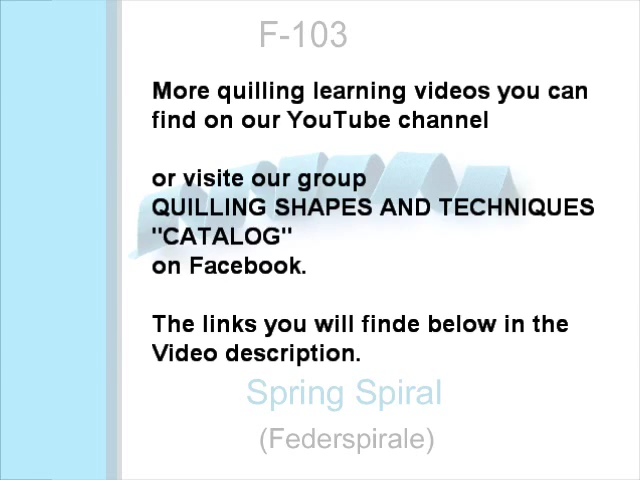 F-103
More quilling learning videos you can
find on our YouTube channel
or visite our group
QUILLING SHAPES AND TECHNIQUES
"CATALOG"
on Facebook.
The links you will finde below in the
Video description.
Spring Spiral
(Federspirale)